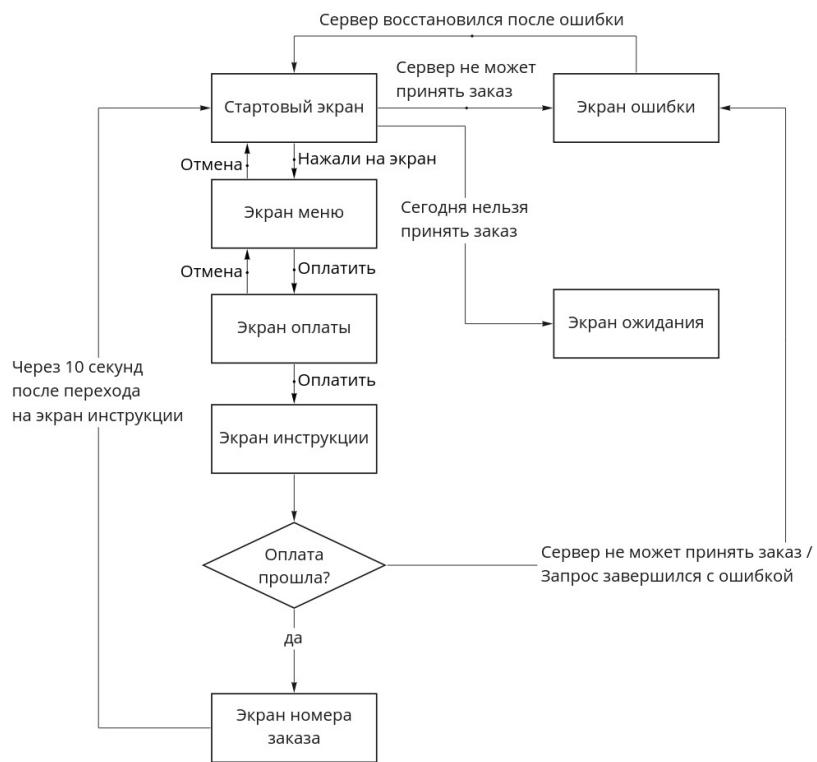 Сервер восстановился после ошибки
Сервер не может
принять заказ
Стартовый экран
Экран ошибки
Отмена
Нажали на экран
Экран меню
Сегодня нельзя
принять заказ
Отмена
Оплатить
Экран оплаты
Экран ожидания
Через 10 секунд
после перехода
на экран инструкции
Оплатить
Экран инструкции
Оплата
прошла?
Сервер не может принять заказ /
Запрос завершился с ошибкой
да
Экран номера
заказа